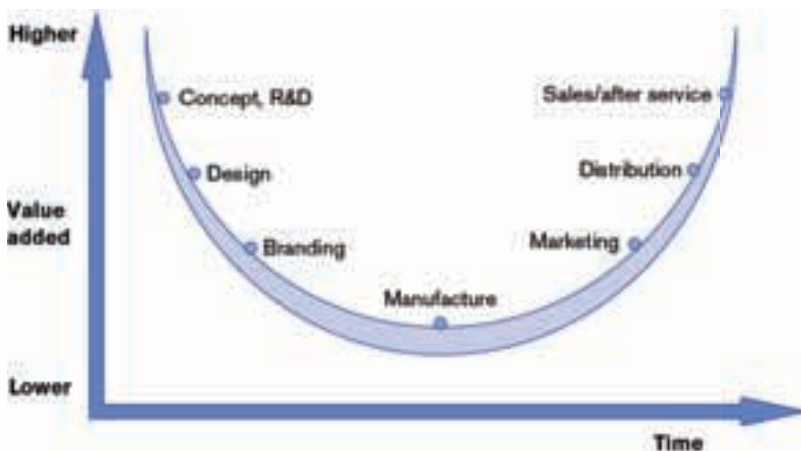 Higher
Concept, R&D
Sales/after service
Design
Distribution
Value
added
Branding
Marketing
Manufacture
Lower
Time